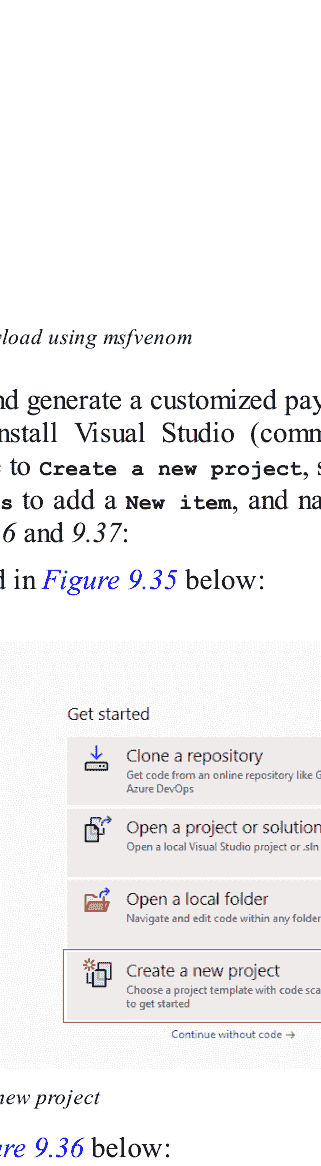 yload using msfvenom
nd generate a customized pay
nstall Visual Studio (comm
to Create a new project, s
s to add a New item, and na
6 and 9.37:
d in Figure 9.35 below:
Get started
Clone a repository
Get code from an online repository like G
Azure DevOps
Open a project or solution
Open a local Visual Studio project or .sln
Open a local folder
Navigate and edit code within any folder
Create a new project
Choose a project template with code sca
to get started
Continue without code →
new project
re 9.36 below: